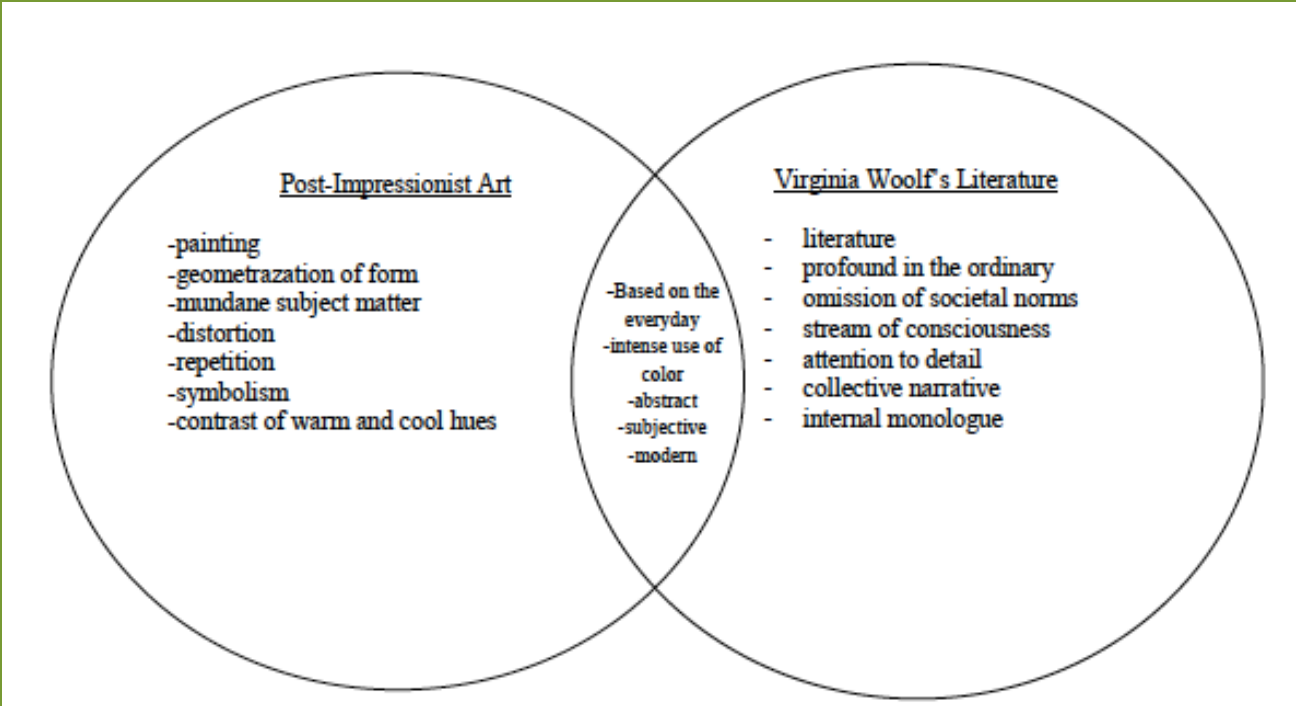 Post-Impressionist Art
-painting
-geometrazation of form
-mundane subject matter
-distortion
-repetition
-symbolism
-contrast of warm and cool hues
-Based on the
everyday
-intense use of
color
-abstract
-subjective
-modern
Virginia Woolf's Literature
- literature
- profound in the ordinary
- omission of societal norms
- stream of consciousness
- attention to detail
- collective narrative
- internal monologue